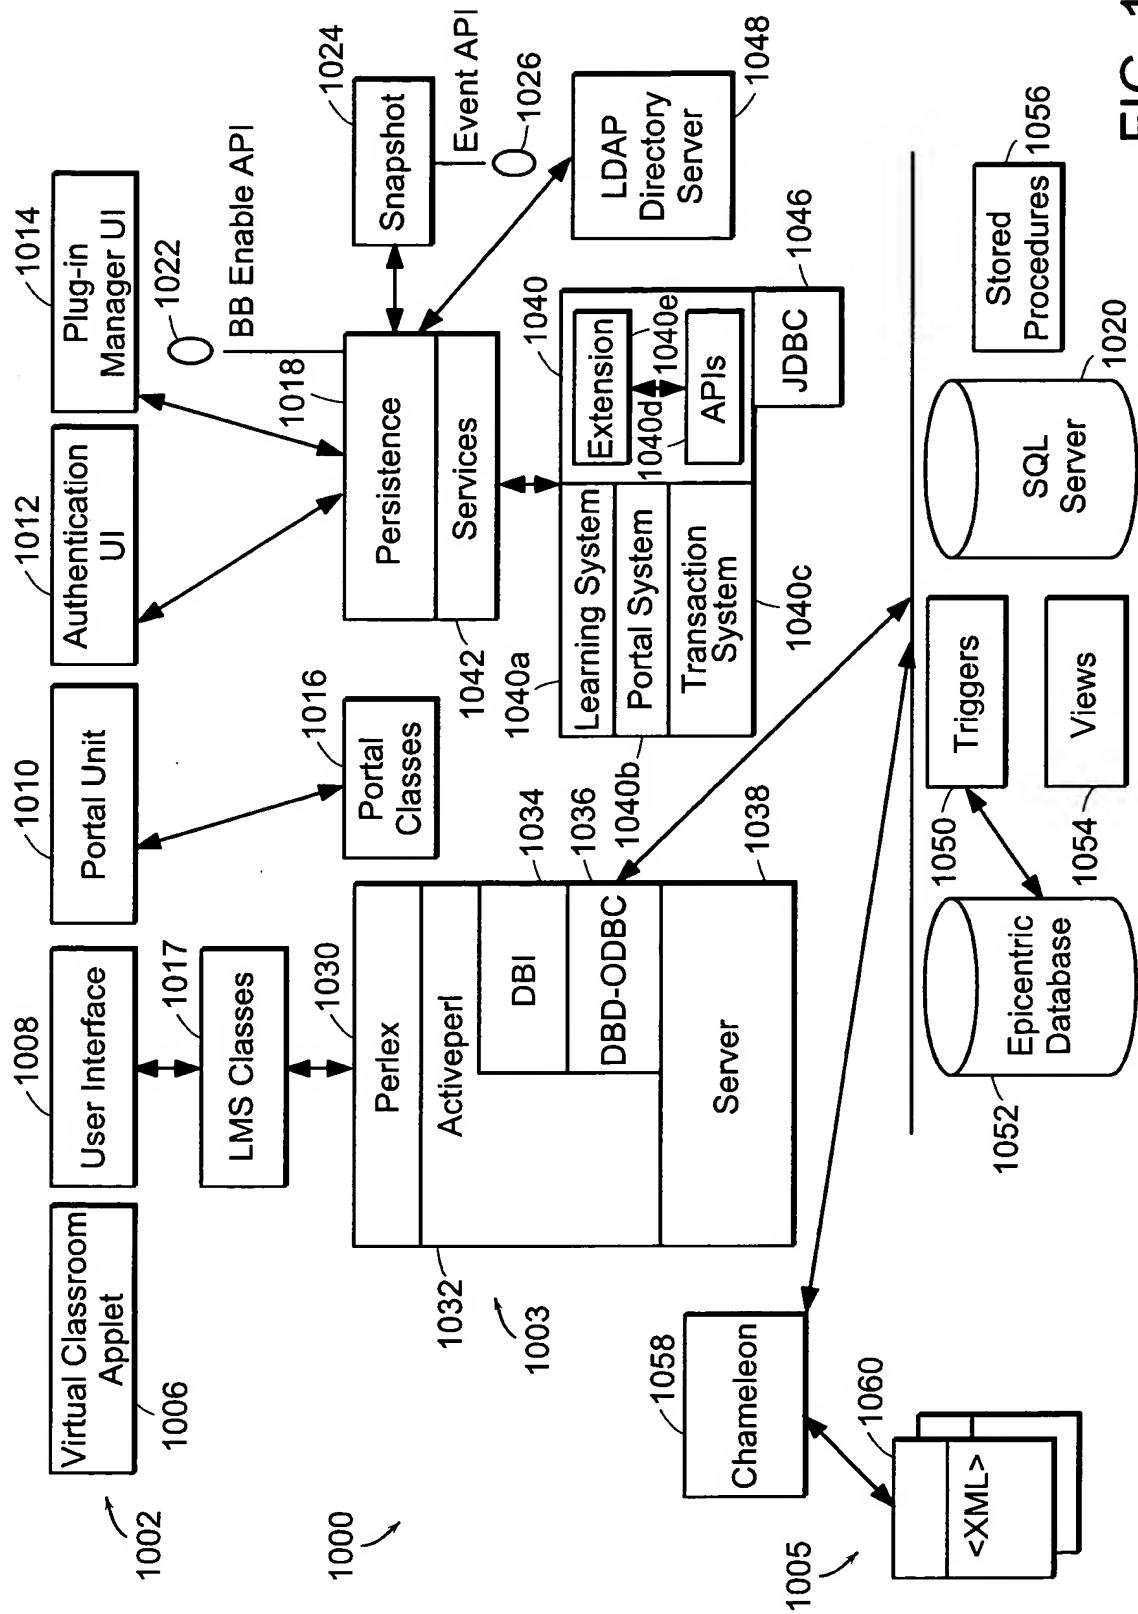 1002
1006
Virtual Classroom
Applet
1008
User Interface
1010
Portal Unit
1012
Authentication
UI
1014
Plug-in
Manager UI
1022
BB Enable API
1017
LMS Classes
1016
Portal
Classes
1018
Persistence
Services
1042
1024
Snapshot
Event API
1026
LDAP
Directory
Server
1048
1000
1003
1030
Perlex
1032
Activeperl
DBI
1034
DBD-ODBC
1036
Server
1038
1040a
Learning System
1040b
Portal System
Transaction
System
1040c
1040
Extension
1040e
1040d
APIs
JDBC
1046
1058
Chameleon
1005
1060
<XML>
1052
Epicentric
Database
1050
Triggers
1054
Views
SQL
Server
1020
Stored
Procedures
1056